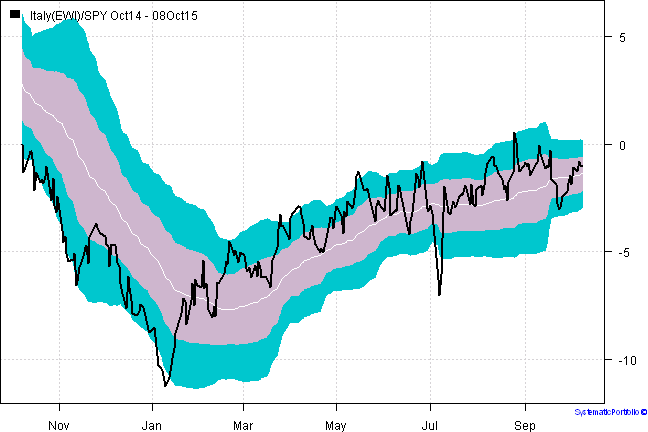 Italy(EWI)/SPY Oct14 - 08Oct15
5
0
-5
-10
Nov Jan Mar May Jul Sep
SystematicPortfolio ©